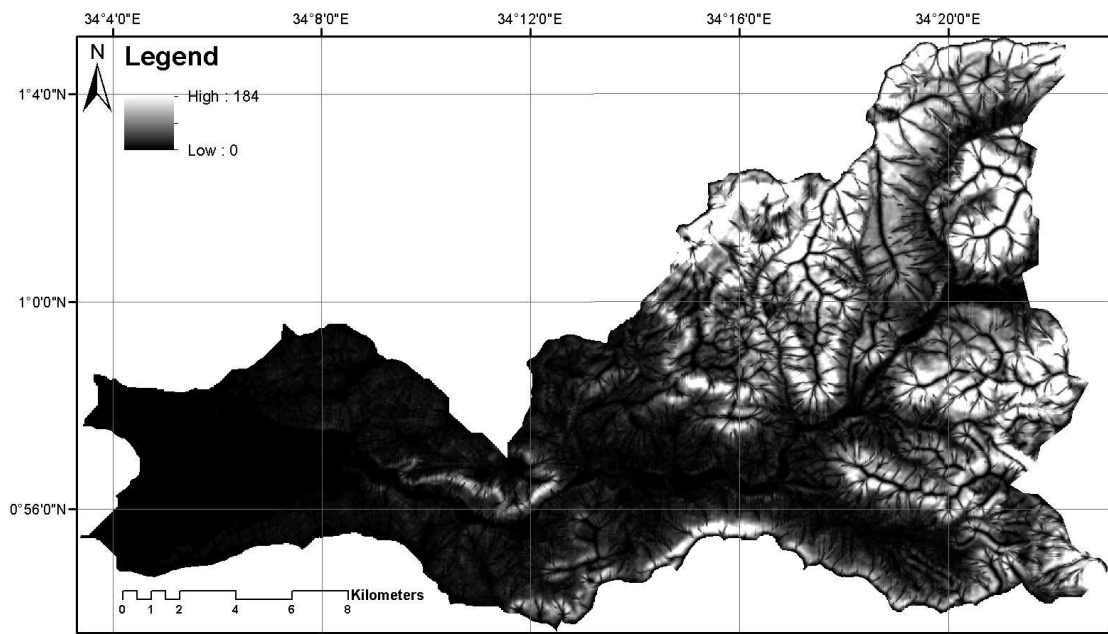 34°4'0"E 34°8'0"E 34°12'0"E 34°16'0"E 34°20'0"E
N
Legend
High : 184
Low : 0
1°4'0"N
1°0'0"N
0°56'0"N
Kilometers
0 1 2 4 6 8